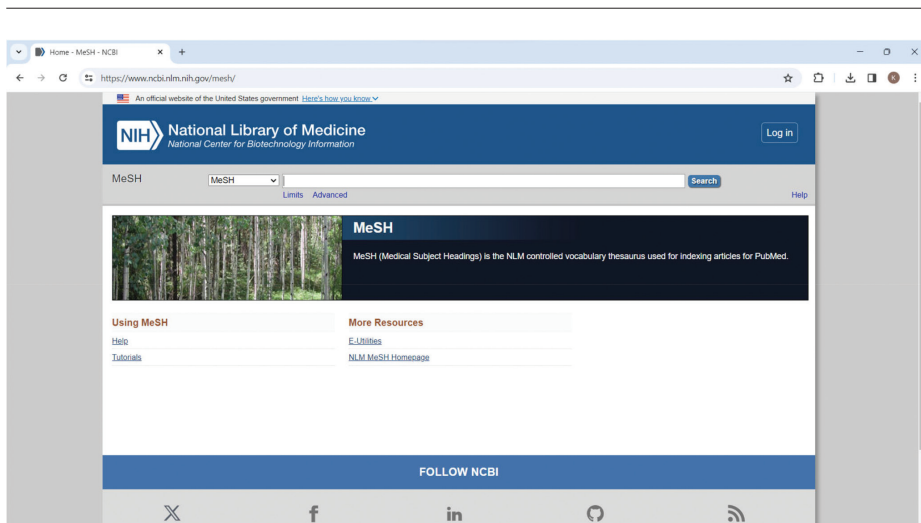 Home - MeSH - NCBI
https://www.ncbi.nlm.nih.gov/mesh/
K
An official website of the United States government Here's how you know
NIH National Library of Medicine
National Center for Biotechnology Information
Log in
MeSH MeSH Search
Limits Advanced Help
MeSH
MeSH (Medical Subject Headings) is the NLM controlled vocabulary thesaurus used for indexing articles for PubMed.
Using MeSH More Resources
Help E-Utilities
Tutorials NLM MeSH Homepage
FOLLOW NCBI